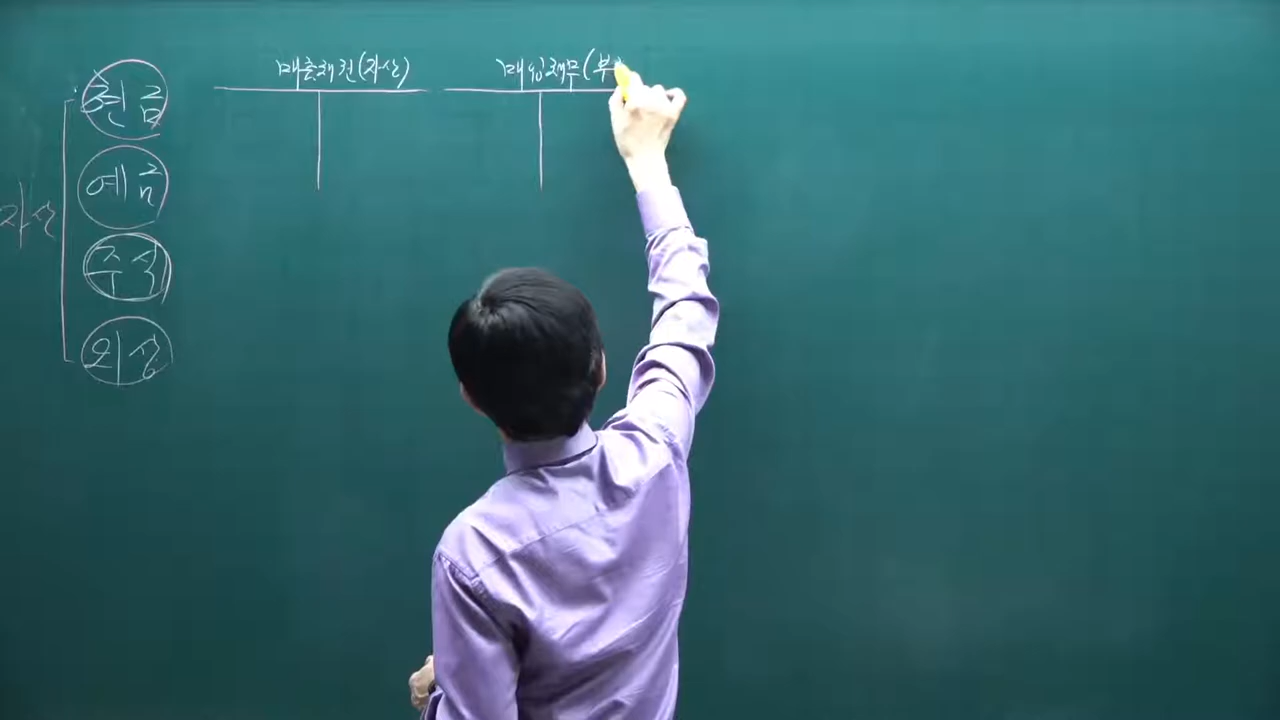 매출채권(자산)
매입채무(부
현금
예금
주식
외상
자산